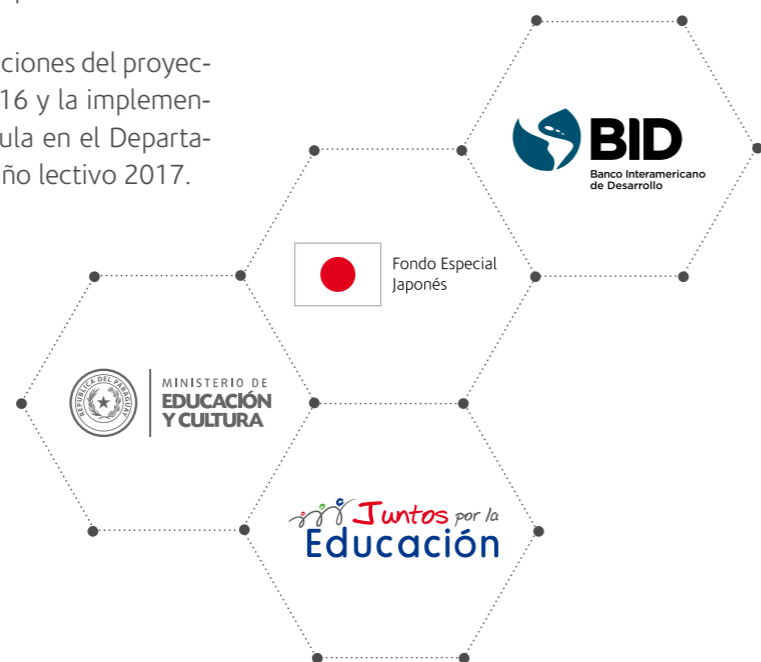 ciones del proyec-
16 y la implemen-
ula en el Departa-
ño lectivo 2017.
BID
Banco Interamericano
de Desarrollo
Fondo Especial
Japonés
REPUBLICA DEL PARAGUAY
MINISTERIO DE
EDUCACIÓN
Y CULTURA
Juntos por la
Educación